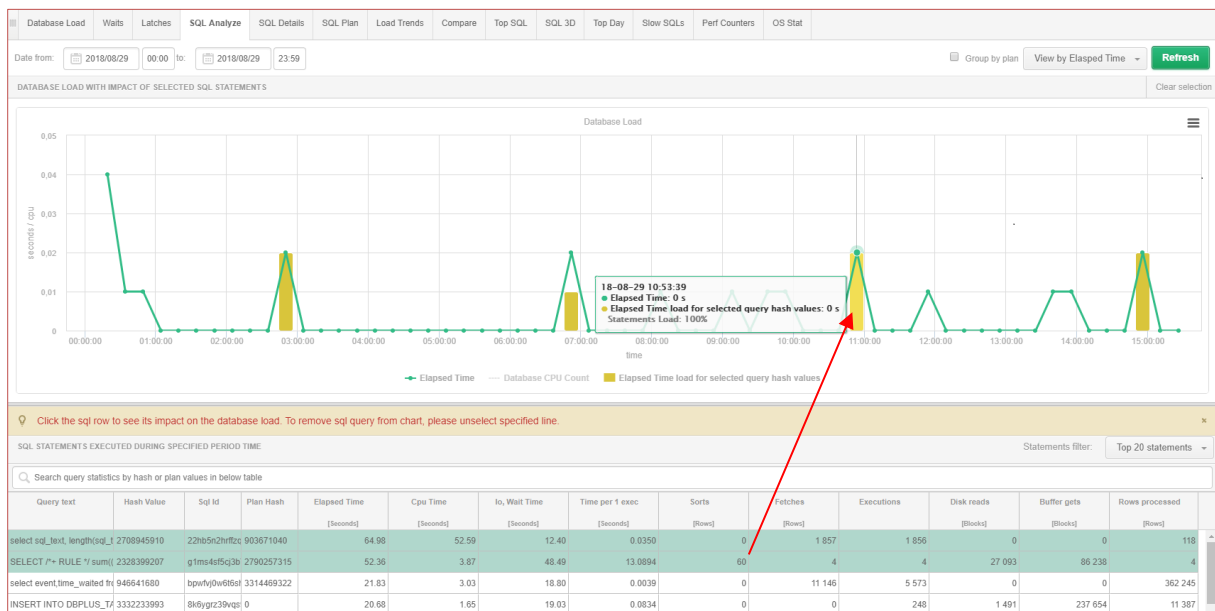 Database Load Waits Latches SQL Analyze SQL Details SQL Plan Load Trends Compare Top SQL SQL 3D Top Day Slow SQLs Perf Counters OS Stat
Date from: 2018/08/29 00:00 to: 2018/08/29 23:59 Group by plan View by Elasped Time Refresh
DATABASE LOAD WITH IMPACT OF SELECTED SQL STATEMENTS Clear selection
Database Load
0,05
0,04
0,03
0,02
0,01
0
seconds / cpu
18-08-29 10:53:39
Elapsed Time: 0 s
Elapsed Time load for selected query hash values: 0 s
Statements Load: 100%
00:00:00 01:00:00 02:00:00 03:00:00 04:00:00 05:00:00 06:00:00 07:00:00 08:00:00 09:00:00 10:00:00 11:00:00 12:00:00 13:00:00 14:00:00 15:00:00
time
Elapsed Time Database CPU Count Elapsed Time load for selected query hash values
Click the sql row to see its impact on the database load. To remove sql query from chart, please unselect specified line. ×
SQL STATEMENTS EXECUTED DURING SPECIFIED PERIOD TIME Statements filter: Top 20 statements
Search query statistics by hash or plan values in below table
Query text Hash Value Sql Id Plan Hash Elapsed Time Cpu Time Io, Wait Time Time per 1 exec Sorts Fetches Executions Disk reads Buffer gets Rows processed
[Seconds] [Seconds] [Seconds] [Seconds] [Rows] [Rows] [Blocks] [Blocks] [Rows]
select sql_text, length(sql_t 2708945910 22hb5n2hrffzc 903671040 64.98 52.59 12.40 0.0350 0 1 857 1 856 0 0 118
SELECT /*+ RULE */ sum(( 2328399207 g1ms4sf5cj3b 2790257315 52.36 3.87 48.49 13.0894 60 4 4 27 093 86 238 4
select event,time_waited fro 946641680 bpwfvj0w6t6sl 3314469322 21.83 3.03 18.80 0.0039 0 11 146 5 573 0 0 362 245
INSERT INTO DBPLUS_TA 3332233993 8k6ygrz39vqs 0 20.68 1.65 19.03 0.0834 0 0 248 1 491 237 654 11 387